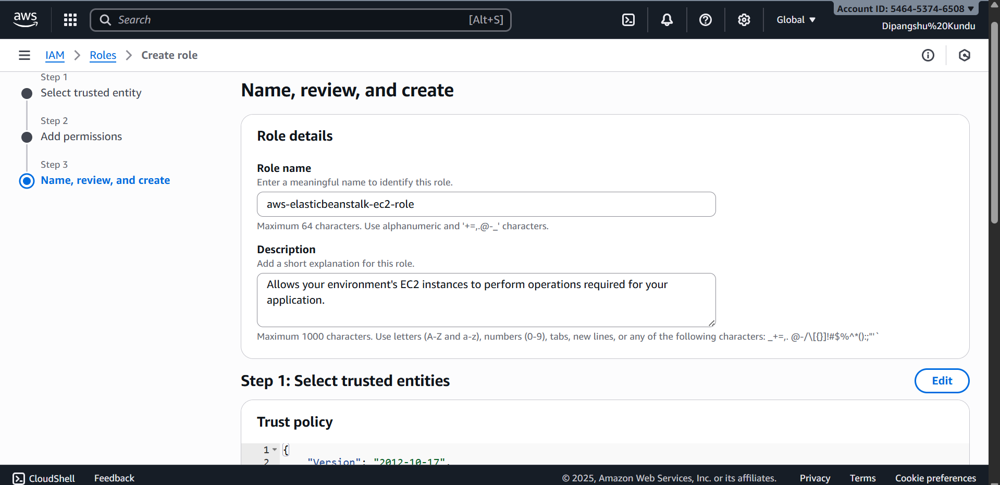 aws
Search
[Alt+S]
Global
Account ID: 5464-5374-6508
Dipangshu%20Kundu
IAM
Roles
Create role
Step 1
Select trusted entity
Step 2
Add permissions
Step 3
Name, review, and create
Name, review, and create
Role details
Role name
Enter a meaningful name to identify this role.
aws-elasticbeanstalk-ec2-role
Maximum 64 characters. Use alphanumeric and '+=,.@-_' characters.
Description
Add a short explanation for this role.
Allows your environment's EC2 instances to perform operations required for your
application.
Maximum 1000 characters. Use letters (A-Z and a-z), numbers (0-9), tabs, new lines, or any of the following characters: _+=,. @-/\[{}]!#$%^*();:"'`
Step 1: Select trusted entities
Edit
Trust policy
1 {
2 "Version": "2012-10-17",
CloudShell
Feedback
© 2025, Amazon Web Services, Inc. or its affiliates.
Privacy
Terms
Cookie preferences